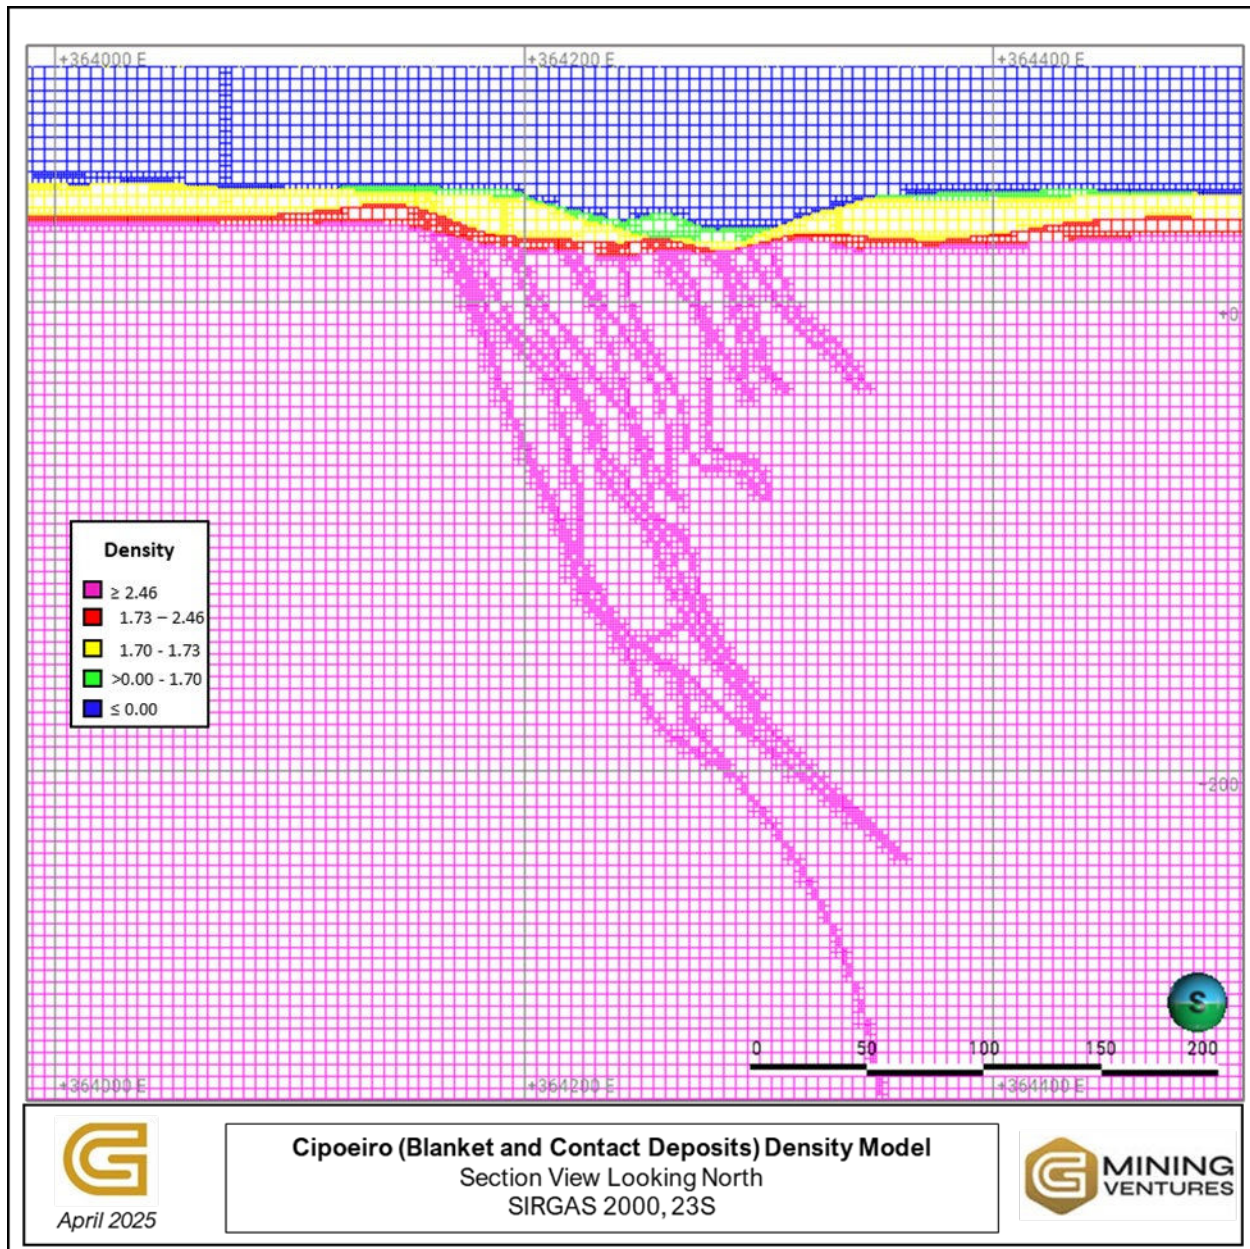 +364000 E +364200 E +364400 E
+0
Density
≥ 2.46
1.73 – 2.46
1.70 - 1.73
>0.00 - 1.70
≤ 0.00
-200
S
0 50 100 150 200
+364000 E +364200 E +364400 E
April 2025
Cipoeiro (Blanket and Contact Deposits) Density Model
Section View Looking North
SIRGAS 2000, 23S
G MINING
VENTURES